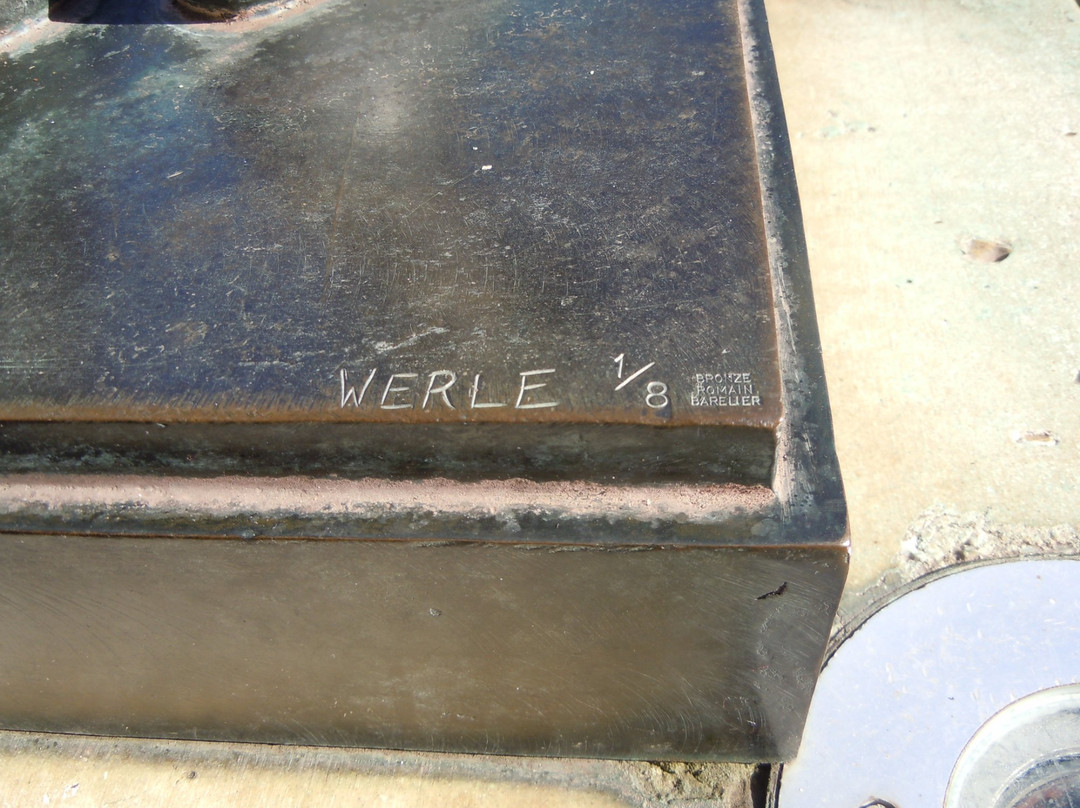 WERLE 1/8
BRONZE
ROMAIN
BARELIER